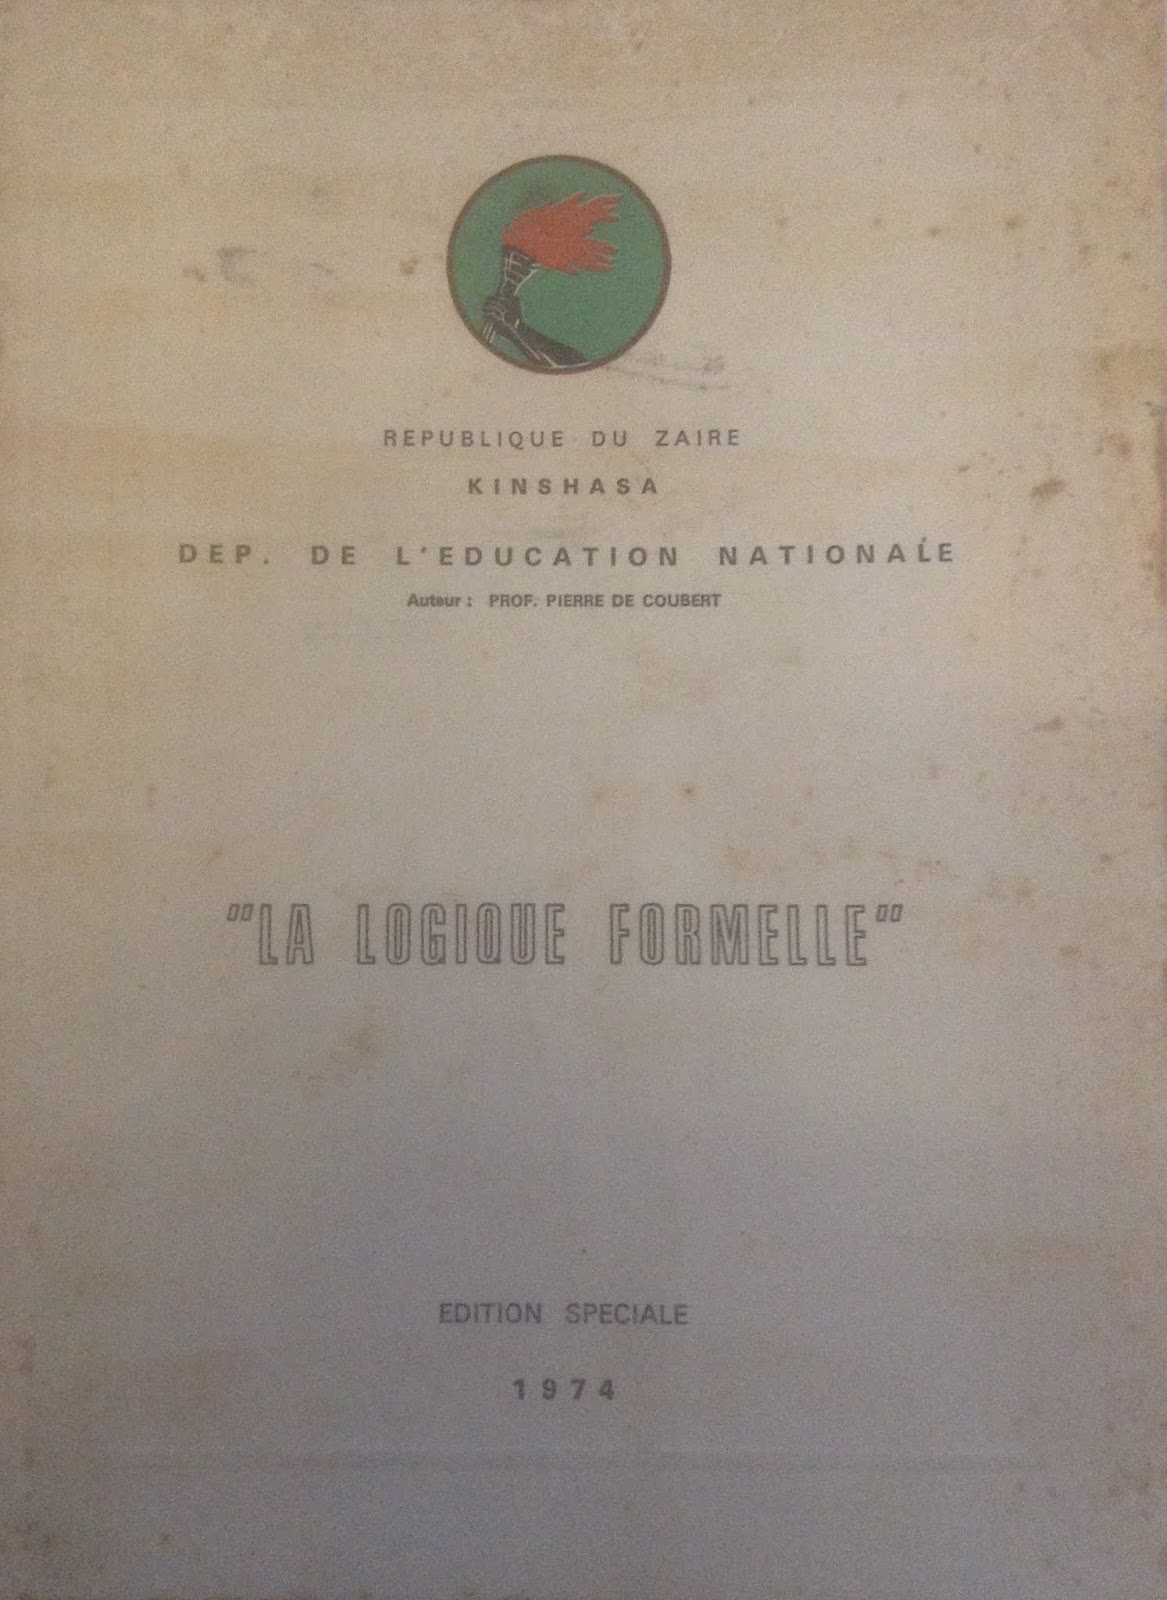 REPUBLIQUE DU ZAIRE
KINSHASA
DEP. DE L'EDUCATION NATIONALE
Auteur : PROF. PIERRE DE COUBERT
"LA LOGIQUE FORMELLE"
EDITION SPECIALE
1974